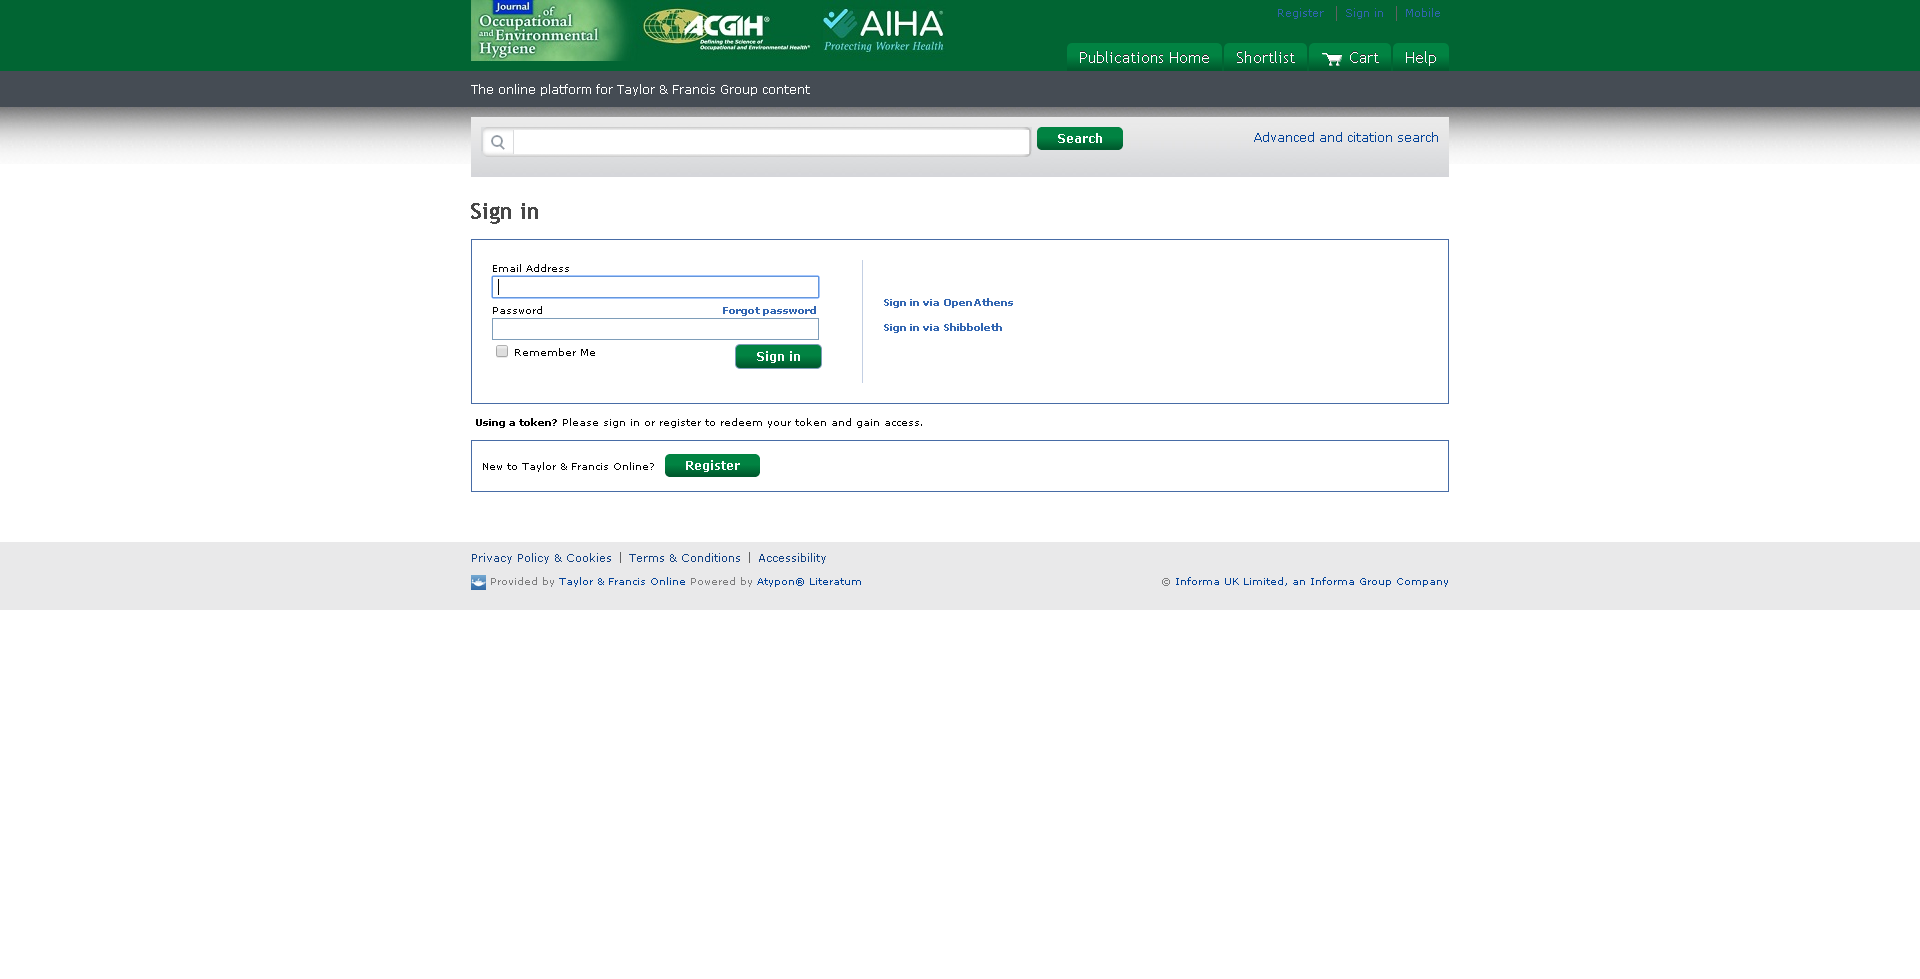 Journal of
Occupational
and Environmental
Hygiene
ACGIH®
Defining the Science of
Occupational and Environmental Health®
AIHA®
Protecting Worker Health
Register | Sign in | Mobile
Publications Home Shortlist Cart Help
The online platform for Taylor & Francis Group content
Search Advanced and citation search
Sign in
Email Address
Password Forgot password
Remember Me Sign in
Sign in via OpenAthens
Sign in via Shibboleth
Using a token? Please sign in or register to redeem your token and gain access.
New to Taylor & Francis Online? Register
Privacy Policy & Cookies | Terms & Conditions | Accessibility
Provided by Taylor & Francis Online Powered by Atypon® Literatum
© Informa UK Limited, an Informa Group Company